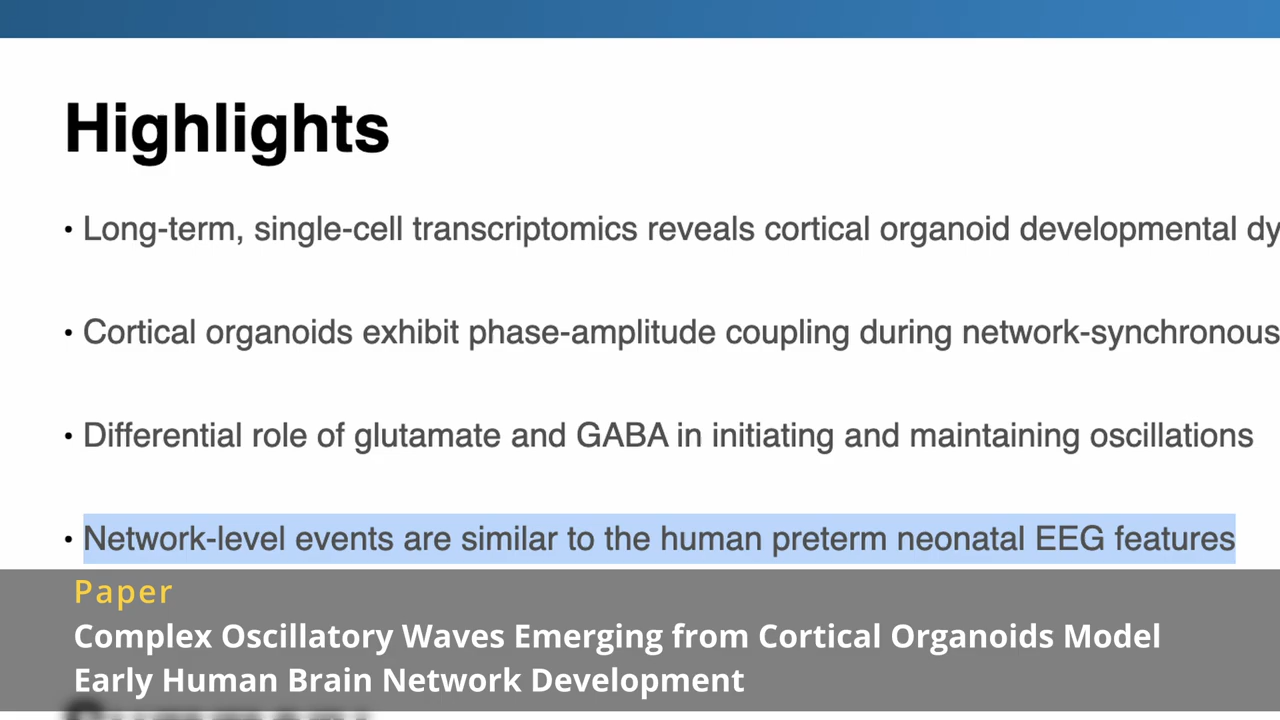 Highlights
• Long-term, single-cell transcriptomics reveals cortical organoid developmental
• Cortical organoids exhibit phase-amplitude coupling during network-synchronous
• Differential role of glutamate and GABA in initiating and maintaining oscillations
• Network-level events are similar to the human preterm neonatal EEG features
Paper
Complex Oscillatory Waves Emerging from Cortical Organoids Model
Early Human Brain Network Development